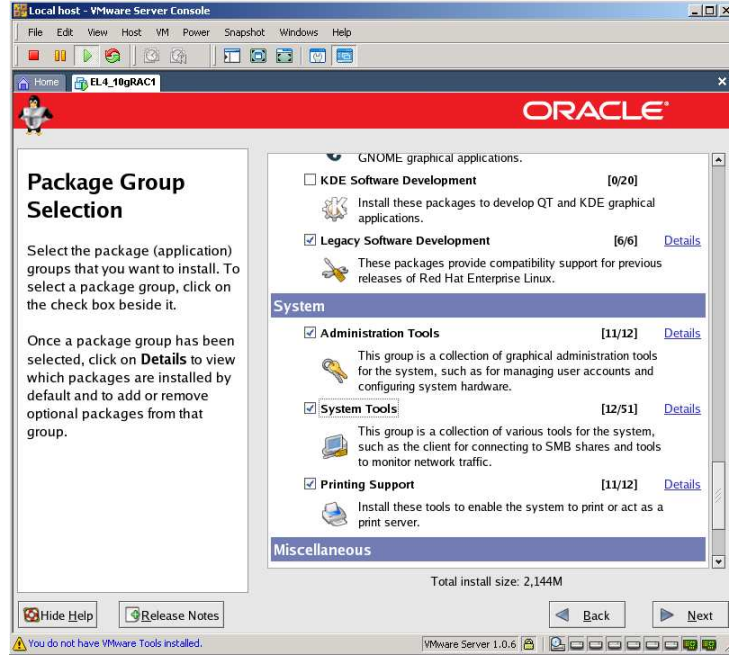 Local host - VMware Server Console
File Edit View Host VM Power Snapshot Windows Help
Home EL4_10gRAC1
ORACLE
Package Group
Selection
Select the package (application)
groups that you want to install. To
select a package group, click on
the check box beside it.
Once a package group has been
selected, click on Details to view
which packages are installed by
default and to add or remove
optional packages from that
group.
GNOME graphical applications.
KDE Software Development [0/20]
Install these packages to develop QT and KDE graphical
applications.
Legacy Software Development [6/6] Details
These packages provide compatibility support for previous
releases of Red Hat Enterprise Linux.
System
Administration Tools [11/12] Details
This group is a collection of graphical administration tools
for the system, such as for managing user accounts and
configuring system hardware.
System Tools [12/51] Details
This group is a collection of various tools for the system,
such as the client for connecting to SMB shares and tools
to monitor network traffic.
Printing Support [11/12] Details
Install these tools to enable the system to print or act as a
print server.
Miscellaneous
Total install size: 2,144M
Hide Help Release Notes Back Next
You do not have VMware Tools installed. VMware Server 1.0.6